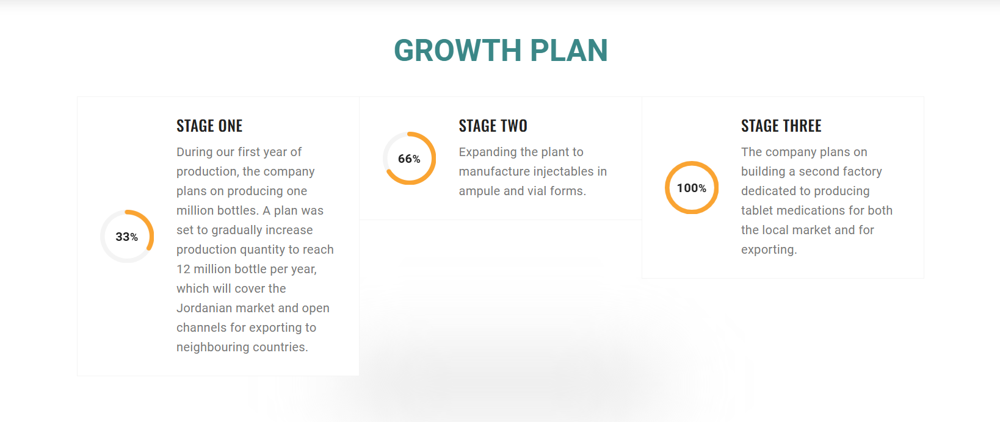 GROWTH PLAN
33%
STAGE ONE
During our first year of
production, the company
plans on producing one
million bottles. A plan was
set to gradually increase
production quantity to reach
12 million bottle per year,
which will cover the
Jordanian market and open
channels for exporting to
neighbouring countries.
66%
STAGE TWO
Expanding the plant to
manufacture injectables in
ampule and vial forms.
100%
STAGE THREE
The company plans on
building a second factory
dedicated to producing
tablet medications for both
the local market and for
exporting.